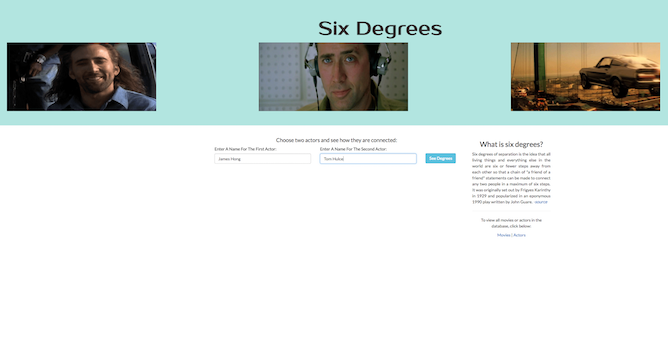 Six Degrees
Choose two actors and see how they are connected:
Enter A Name For The First Actor
James Hong
Enter A Name For The Second Actor
Tom Hulce
See Degrees
What is six degrees?
Six degrees of separation is the idea that all
living things and everything else in the
world are six or fewer steps away from
each other so that a chain of "a friend of a
friend" statements can be made to connect
any two people in a maximum of six steps.
It was originally set out by Frigyes Karinthy
in 1929 and popularized in an eponymous
1990 play written by John Guare. source
To view all movies or actors in the
database, click below:
Movies | Actors